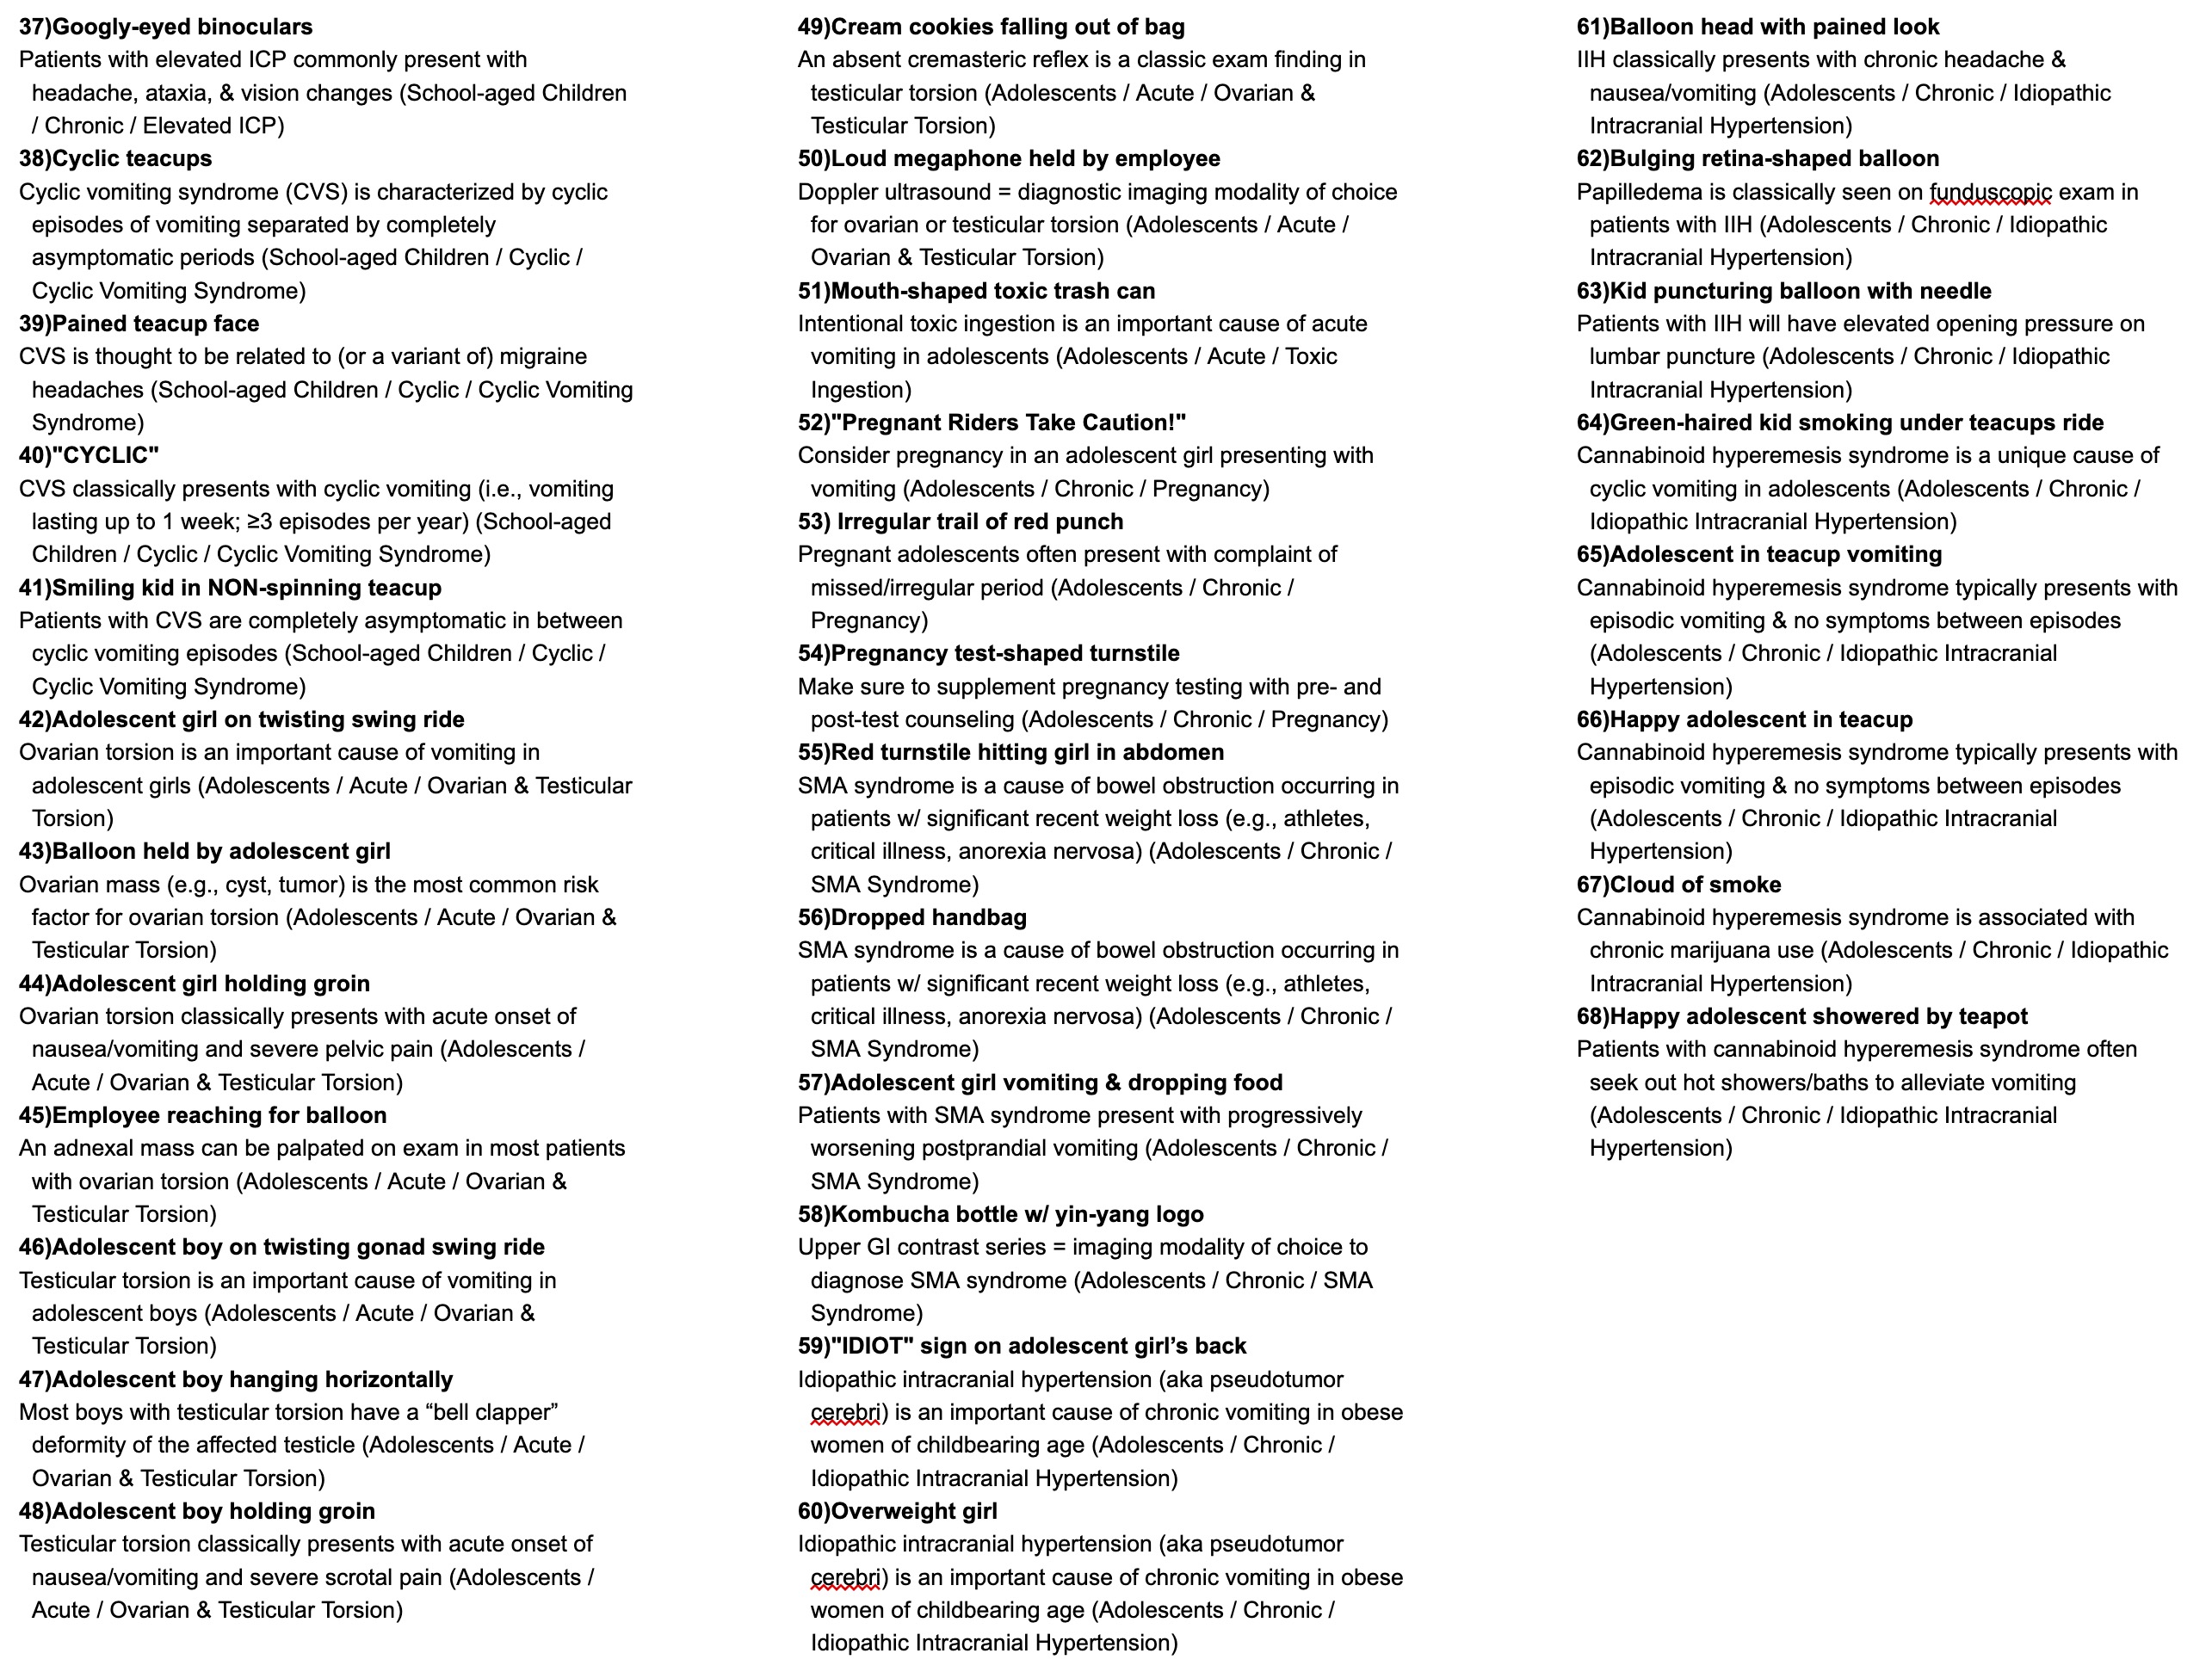 37)Googly-eyed binoculars
Patients with elevated ICP commonly present with
headache, ataxia, & vision changes (School-aged Children
/ Chronic / Elevated ICP)
38)Cyclic teacups
Cyclic vomiting syndrome (CVS) is characterized by cyclic
episodes of vomiting separated by completely
asymptomatic periods (School-aged Children / Cyclic /
Cyclic Vomiting Syndrome)
39)Pained teacup face
CVS is thought to be related to (or a variant of) migraine
headaches (School-aged Children / Cyclic / Cyclic Vomiting
Syndrome)
40)"CYCLIC"
CVS classically presents with cyclic vomiting (i.e., vomiting
lasting up to 1 week; ≥3 episodes per year) (School-aged
Children / Cyclic / Cyclic Vomiting Syndrome)
41)Smiling kid in NON-spinning teacup
Patients with CVS are completely asymptomatic in between
cyclic vomiting episodes (School-aged Children / Cyclic /
Cyclic Vomiting Syndrome)
42)Adolescent girl on twisting swing ride
Ovarian torsion is an important cause of vomiting in
adolescent girls (Adolescents / Acute / Ovarian & Testicular
Torsion)
43)Balloon held by adolescent girl
Ovarian mass (e.g., cyst, tumor) is the most common risk
factor for ovarian torsion (Adolescents / Acute / Ovarian &
Testicular Torsion)
44)Adolescent girl holding groin
Ovarian torsion classically presents with acute onset of
nausea/vomiting and severe pelvic pain (Adolescents /
Acute / Ovarian & Testicular Torsion)
45)Employee reaching for balloon
An adnexal mass can be palpated on exam in most patients
with ovarian torsion (Adolescents / Acute / Ovarian &
Testicular Torsion)
46)Adolescent boy on twisting gonad swing ride
Testicular torsion is an important cause of vomiting in
adolescent boys (Adolescents / Acute / Ovarian &
Testicular Torsion)
47)Adolescent boy hanging horizontally
Most boys with testicular torsion have a “bell clapper”
deformity of the affected testicle (Adolescents / Acute /
Ovarian & Testicular Torsion)
48)Adolescent boy holding groin
Testicular torsion classically presents with acute onset of
nausea/vomiting and severe scrotal pain (Adolescents /
Acute / Ovarian & Testicular Torsion)
49)Cream cookies falling out of bag
An absent cremasteric reflex is a classic exam finding in
testicular torsion (Adolescents / Acute / Ovarian &
Testicular Torsion)
50)Loud megaphone held by employee
Doppler ultrasound = diagnostic imaging modality of choice
for ovarian or testicular torsion (Adolescents / Acute /
Ovarian & Testicular Torsion)
51)Mouth-shaped toxic trash can
Intentional toxic ingestion is an important cause of acute
vomiting in adolescents (Adolescents / Acute / Toxic
Ingestion)
52)"Pregnant Riders Take Caution!"
Consider pregnancy in an adolescent girl presenting with
vomiting (Adolescents / Chronic / Pregnancy)
53) Irregular trail of red punch
Pregnant adolescents often present with complaint of
missed/irregular period (Adolescents / Chronic /
Pregnancy)
54)Pregnancy test-shaped turnstile
Make sure to supplement pregnancy testing with pre- and
post-test counseling (Adolescents / Chronic / Pregnancy)
55)Red turnstile hitting girl in abdomen
SMA syndrome is a cause of bowel obstruction occurring in
patients w/ significant recent weight loss (e.g., athletes,
critical illness, anorexia nervosa) (Adolescents / Chronic /
SMA Syndrome)
56)Dropped handbag
SMA syndrome is a cause of bowel obstruction occurring in
patients w/ significant recent weight loss (e.g., athletes,
critical illness, anorexia nervosa) (Adolescents / Chronic /
SMA Syndrome)
57)Adolescent girl vomiting & dropping food
Patients with SMA syndrome present with progressively
worsening postprandial vomiting (Adolescents / Chronic /
SMA Syndrome)
58)Kombucha bottle w/ yin-yang logo
Upper GI contrast series = imaging modality of choice to
diagnose SMA syndrome (Adolescents / Chronic / SMA
Syndrome)
59)"IDIOT" sign on adolescent girl’s back
Idiopathic intracranial hypertension (aka pseudotumor
cerebri) is an important cause of chronic vomiting in obese
women of childbearing age (Adolescents / Chronic /
Idiopathic Intracranial Hypertension)
60)Overweight girl
Idiopathic intracranial hypertension (aka pseudotumor
cerebri) is an important cause of chronic vomiting in obese
women of childbearing age (Adolescents / Chronic /
Idiopathic Intracranial Hypertension)
61)Balloon head with pained look
IIH classically presents with chronic headache &
nausea/vomiting (Adolescents / Chronic / Idiopathic
Intracranial Hypertension)
62)Bulging retina-shaped balloon
Papilledema is classically seen on funduscopic exam in
patients with IIH (Adolescents / Chronic / Idiopathic
Intracranial Hypertension)
63)Kid puncturing balloon with needle
Patients with IIH will have elevated opening pressure on
lumbar puncture (Adolescents / Chronic / Idiopathic
Intracranial Hypertension)
64)Green-haired kid smoking under teacups ride
Cannabinoid hyperemesis syndrome is a unique cause of
cyclic vomiting in adolescents (Adolescents / Chronic /
Idiopathic Intracranial Hypertension)
65)Adolescent in teacup vomiting
Cannabinoid hyperemesis syndrome typically presents with
episodic vomiting & no symptoms between episodes
(Adolescents / Chronic / Idiopathic Intracranial
Hypertension)
66)Happy adolescent in teacup
Cannabinoid hyperemesis syndrome typically presents with
episodic vomiting & no symptoms between episodes
(Adolescents / Chronic / Idiopathic Intracranial
Hypertension)
67)Cloud of smoke
Cannabinoid hyperemesis syndrome is associated with
chronic marijuana use (Adolescents / Chronic / Idiopathic
Intracranial Hypertension)
68)Happy adolescent showered by teapot
Patients with cannabinoid hyperemesis syndrome often
seek out hot showers/baths to alleviate vomiting
(Adolescents / Chronic / Idiopathic Intracranial
Hypertension)